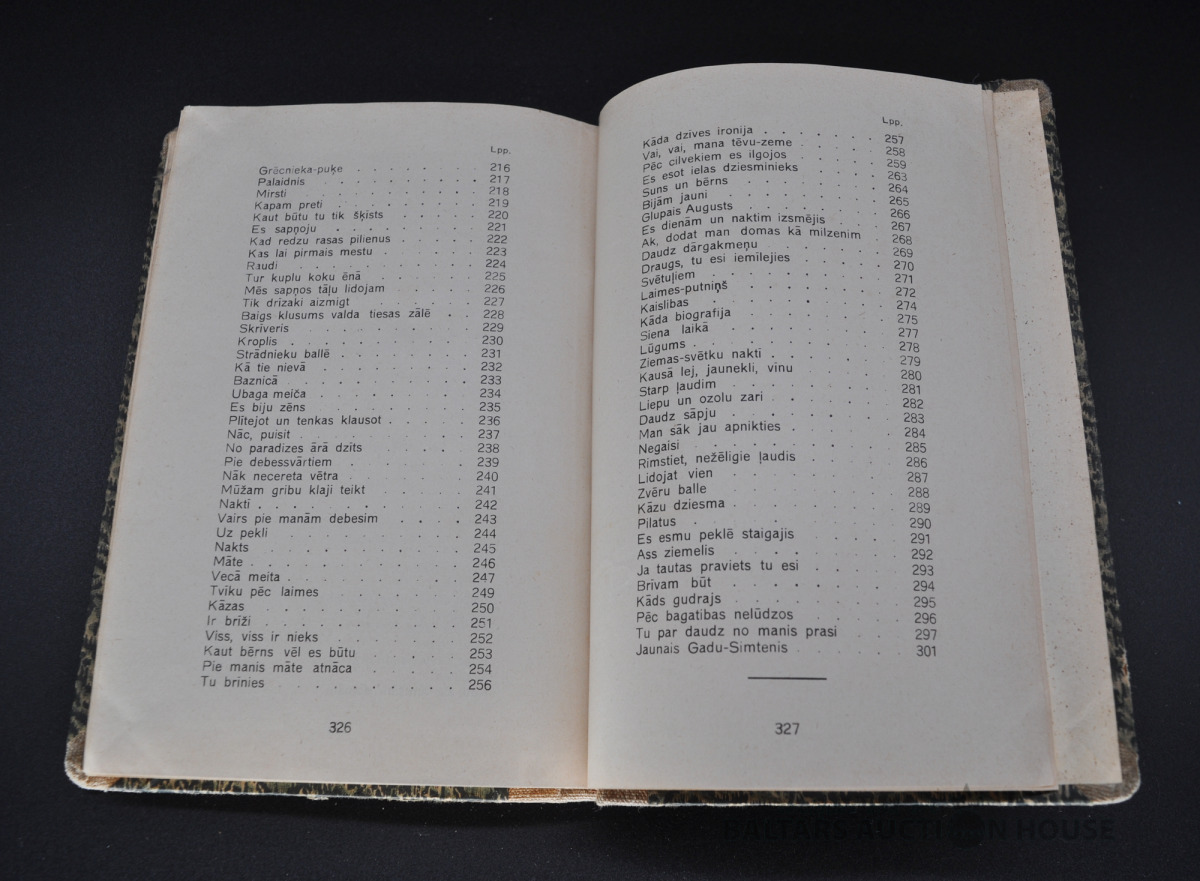 Lpp.
Grēcnieka-puķe . . . . . . . 216
Palaidnis . . . . . . . . 217
Mirsti . . . . . . . . . 218
Kapam preti . . . . . . . . 219
Kaut būtu tu tik šķists . . . . . 220
Es sapņoju . . . . . . . . 221
Kad redzu rasas pilienus . . . . . 222
Kas lai pirmais mestu . . . . . . 223
Raudi . . . . . . . . . 224
Tur kuplu koku ēnā . . . . . . 225
Mēs sapņos tāļu lidojam . . . . . 226
Tik drizaki aizmigt . . . . . . 227
Baigs klusums valda tiesas zālē . . 228
Skrīveris . . . . . . . . 229
Kroplis . . . . . . . . . 230
Strādnieku ballē . . . . . . . 231
Kā tie nievā . . . . . . . . 232
Baznicā . . . . . . . . . 233
Ubaga meiča . . . . . . . . 234
Es biju zēns . . . . . . . . 235
Plītejot un tenkas klausot . . . . . 236
Nāc, puisit . . . . . . . . 237
No paradizes ārā dzīts . . . . . 238
Pie debessvārtiem . . . . . . . 239
Nāk necereta vētra . . . . . . 240
Mūžam gribu klaji teikt . . . . . 241
Nakti . . . . . . . . . . 242
Vairs pie manām debesim . . . . 243
Uz pekli . . . . . . . . . 244
Nakts . . . . . . . . . . 245
Māte . . . . . . . . . . 246
Vecā meita . . . . . . . . 247
Tviku pēc laimes . . . . . . . 249
Kāzas . . . . . . . . . . 250
Ir brīži . . . . . . . . . 251
Viss, viss ir nieks . . . . . . . 252
Kaut bērns vēl es būtu . . . . . 253
Pie manis māte atnāca . . . . . . 254
Tu brinies . . . . . . . . . 256
326
Lpp.
Kāda dzives ironija . . . . . . . 257
Vai, vai, mana tēvu-zeme . . . . . 258
Pēc cilvekiem es ilgojos . . . . . 259
Es esot ielas dziesminieks . . . . 263
Suns un bērns . . . . . . . 264
Bijām jauni . . . . . . . . 265
Glupais Augusts . . . . . . . 266
Es dienām un naktim izsmējis . . . 267
Ak, dodat man domas kā milzenim . . 268
Daudz dārgakmeņu . . . . . . 269
Draugs, tu esi iemilejies . . . . . 270
Svētuļiem . . . . . . . . 271
Laimes-putniņš . . . . . . . 272
Kaislibas . . . . . . . . . 274
Kāda biografija . . . . . . . 275
Siena laikā . . . . . . . . 277
Lūgums . . . . . . . . . 278
Ziemas-svētku nakti . . . . . . 279
Kausā lej, jaunekli, vinu . . . . 280
Starp ļaudim . . . . . . . . 281
Liepu un ozolu zari . . . . . . 282
Daudz sāpju . . . . . . . . 283
Man sāk jau apnikties . . . . . 284
Negaisi . . . . . . . . . 285
Rimstiet, nežēligie ļaudis . . . . 286
Lidojat vien . . . . . . . . 287
Zvēru balle . . . . . . . . 288
Kāzu dziesma . . . . . . . 289
Pilatus . . . . . . . . . 290
Es esmu peklē staigajis . . . . . 291
Ass ziemelis . . . . . . . . 292
Ja tautas praviets tu esi . . . . . 293
Brīvam būt . . . . . . . . 294
Kāds gudrajs . . . . . . . . 295
Pēc bagatibas nelūdzos . . . . . 296
Tu par daudz no manis prasi . . . 297
Jaunais Gadu-Simtenis . . . . . . 301
327
BALTARS AUCTION HOUSE